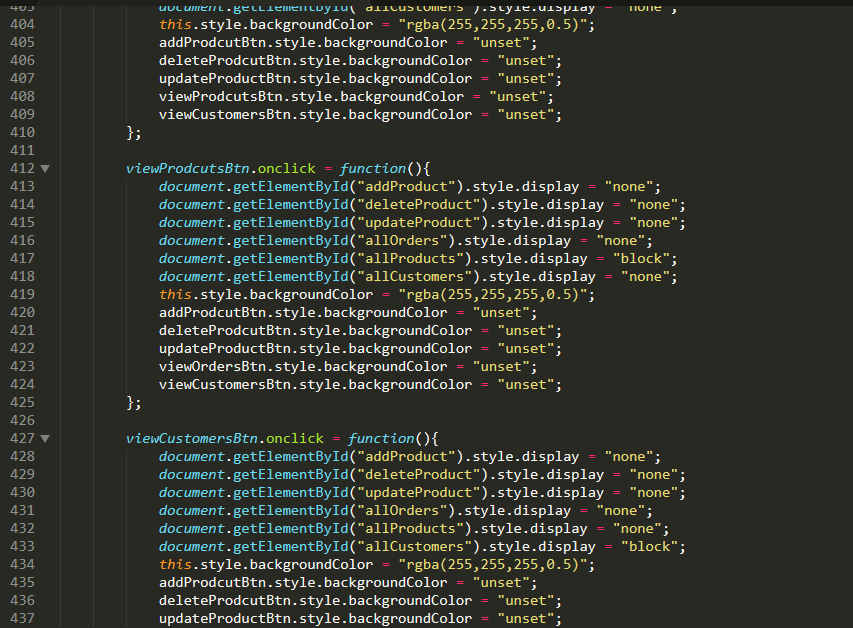 405 document.getElementById("allCustomers").style.display = "none";
404 this.style.backgroundColor = "rgba(255,255,255,0.5)";
405 addProdcutBtn.style.backgroundColor = "unset";
406 deleteProdcutBtn.style.backgroundColor = "unset";
407 updateProductBtn.style.backgroundColor = "unset";
408 viewProdcutsBtn.style.backgroundColor = "unset";
409 viewCustomersBtn.style.backgroundColor = "unset";
410 };
411
412 viewProdcutsBtn.onclick = function(){
413 document.getElementById("addProduct").style.display = "none";
414 document.getElementById("deleteProduct").style.display = "none";
415 document.getElementById("updateProduct").style.display = "none";
416 document.getElementById("allOrders").style.display = "none";
417 document.getElementById("allProducts").style.display = "block";
418 document.getElementById("allCustomers").style.display = "none";
419 this.style.backgroundColor = "rgba(255,255,255,0.5)";
420 addProdcutBtn.style.backgroundColor = "unset";
421 deleteProdcutBtn.style.backgroundColor = "unset";
422 updateProductBtn.style.backgroundColor = "unset";
423 viewOrdersBtn.style.backgroundColor = "unset";
424 viewCustomersBtn.style.backgroundColor = "unset";
425 };
426
427 viewCustomersBtn.onclick = function(){
428 document.getElementById("addProduct").style.display = "none";
429 document.getElementById("deleteProduct").style.display = "none";
430 document.getElementById("updateProduct").style.display = "none";
431 document.getElementById("allOrders").style.display = "none";
432 document.getElementById("allProducts").style.display = "none";
433 document.getElementById("allCustomers").style.display = "block";
434 this.style.backgroundColor = "rgba(255,255,255,0.5)";
435 addProdcutBtn.style.backgroundColor = "unset";
436 deleteProdcutBtn.style.backgroundColor = "unset";
437 updateProductBtn.style.backgroundColor = "unset";